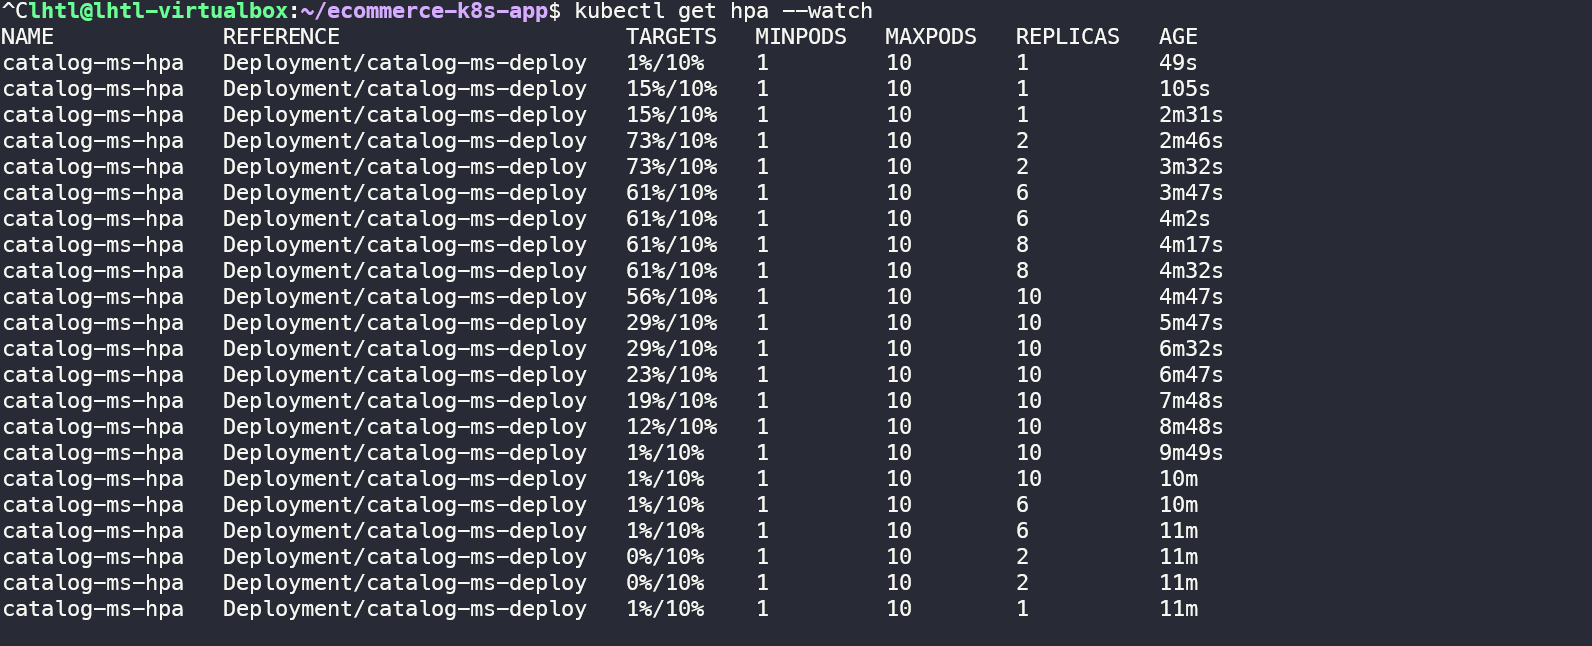 ^Clhtl@lhtl-virtualbox:~/ecommerce-k8s-app$ kubectl get hpa --watch
NAME REFERENCE TARGETS MINPODS MAXPODS REPLICAS AGE
catalog-ms-hpa Deployment/catalog-ms-deploy 1%/10% 1 10 1 49s
catalog-ms-hpa Deployment/catalog-ms-deploy 15%/10% 1 10 1 105s
catalog-ms-hpa Deployment/catalog-ms-deploy 15%/10% 1 10 1 2m31s
catalog-ms-hpa Deployment/catalog-ms-deploy 73%/10% 1 10 2 2m46s
catalog-ms-hpa Deployment/catalog-ms-deploy 73%/10% 1 10 2 3m32s
catalog-ms-hpa Deployment/catalog-ms-deploy 61%/10% 1 10 6 3m47s
catalog-ms-hpa Deployment/catalog-ms-deploy 61%/10% 1 10 6 4m2s
catalog-ms-hpa Deployment/catalog-ms-deploy 61%/10% 1 10 8 4m17s
catalog-ms-hpa Deployment/catalog-ms-deploy 61%/10% 1 10 8 4m32s
catalog-ms-hpa Deployment/catalog-ms-deploy 56%/10% 1 10 10 4m47s
catalog-ms-hpa Deployment/catalog-ms-deploy 29%/10% 1 10 10 5m47s
catalog-ms-hpa Deployment/catalog-ms-deploy 29%/10% 1 10 10 6m32s
catalog-ms-hpa Deployment/catalog-ms-deploy 23%/10% 1 10 10 6m47s
catalog-ms-hpa Deployment/catalog-ms-deploy 19%/10% 1 10 10 7m48s
catalog-ms-hpa Deployment/catalog-ms-deploy 12%/10% 1 10 10 8m48s
catalog-ms-hpa Deployment/catalog-ms-deploy 1%/10% 1 10 10 9m49s
catalog-ms-hpa Deployment/catalog-ms-deploy 1%/10% 1 10 10 10m
catalog-ms-hpa Deployment/catalog-ms-deploy 1%/10% 1 10 6 10m
catalog-ms-hpa Deployment/catalog-ms-deploy 1%/10% 1 10 6 11m
catalog-ms-hpa Deployment/catalog-ms-deploy 0%/10% 1 10 2 11m
catalog-ms-hpa Deployment/catalog-ms-deploy 0%/10% 1 10 2 11m
catalog-ms-hpa Deployment/catalog-ms-deploy 1%/10% 1 10 1 11m